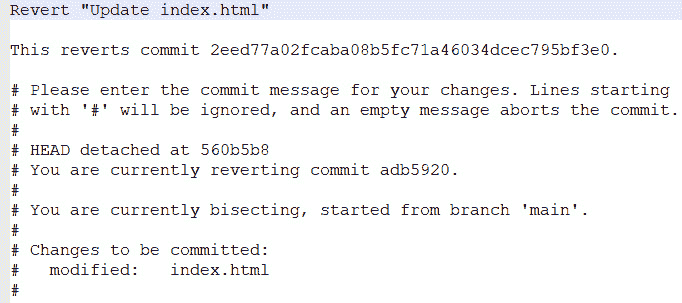 Revert "Update index.html"
This reverts commit 2eed77a02fcaba08b5fc71a46034dcec795bf3e0.
# Please enter the commit message for your changes. Lines starting
# with '#' will be ignored, and an empty message aborts the commit.
#
# HEAD detached at 560b5b8
# You are currently reverting commit adb5920.
#
# You are currently bisecting, started from branch 'main'.
#
# Changes to be committed:
#   modified:   index.html
#